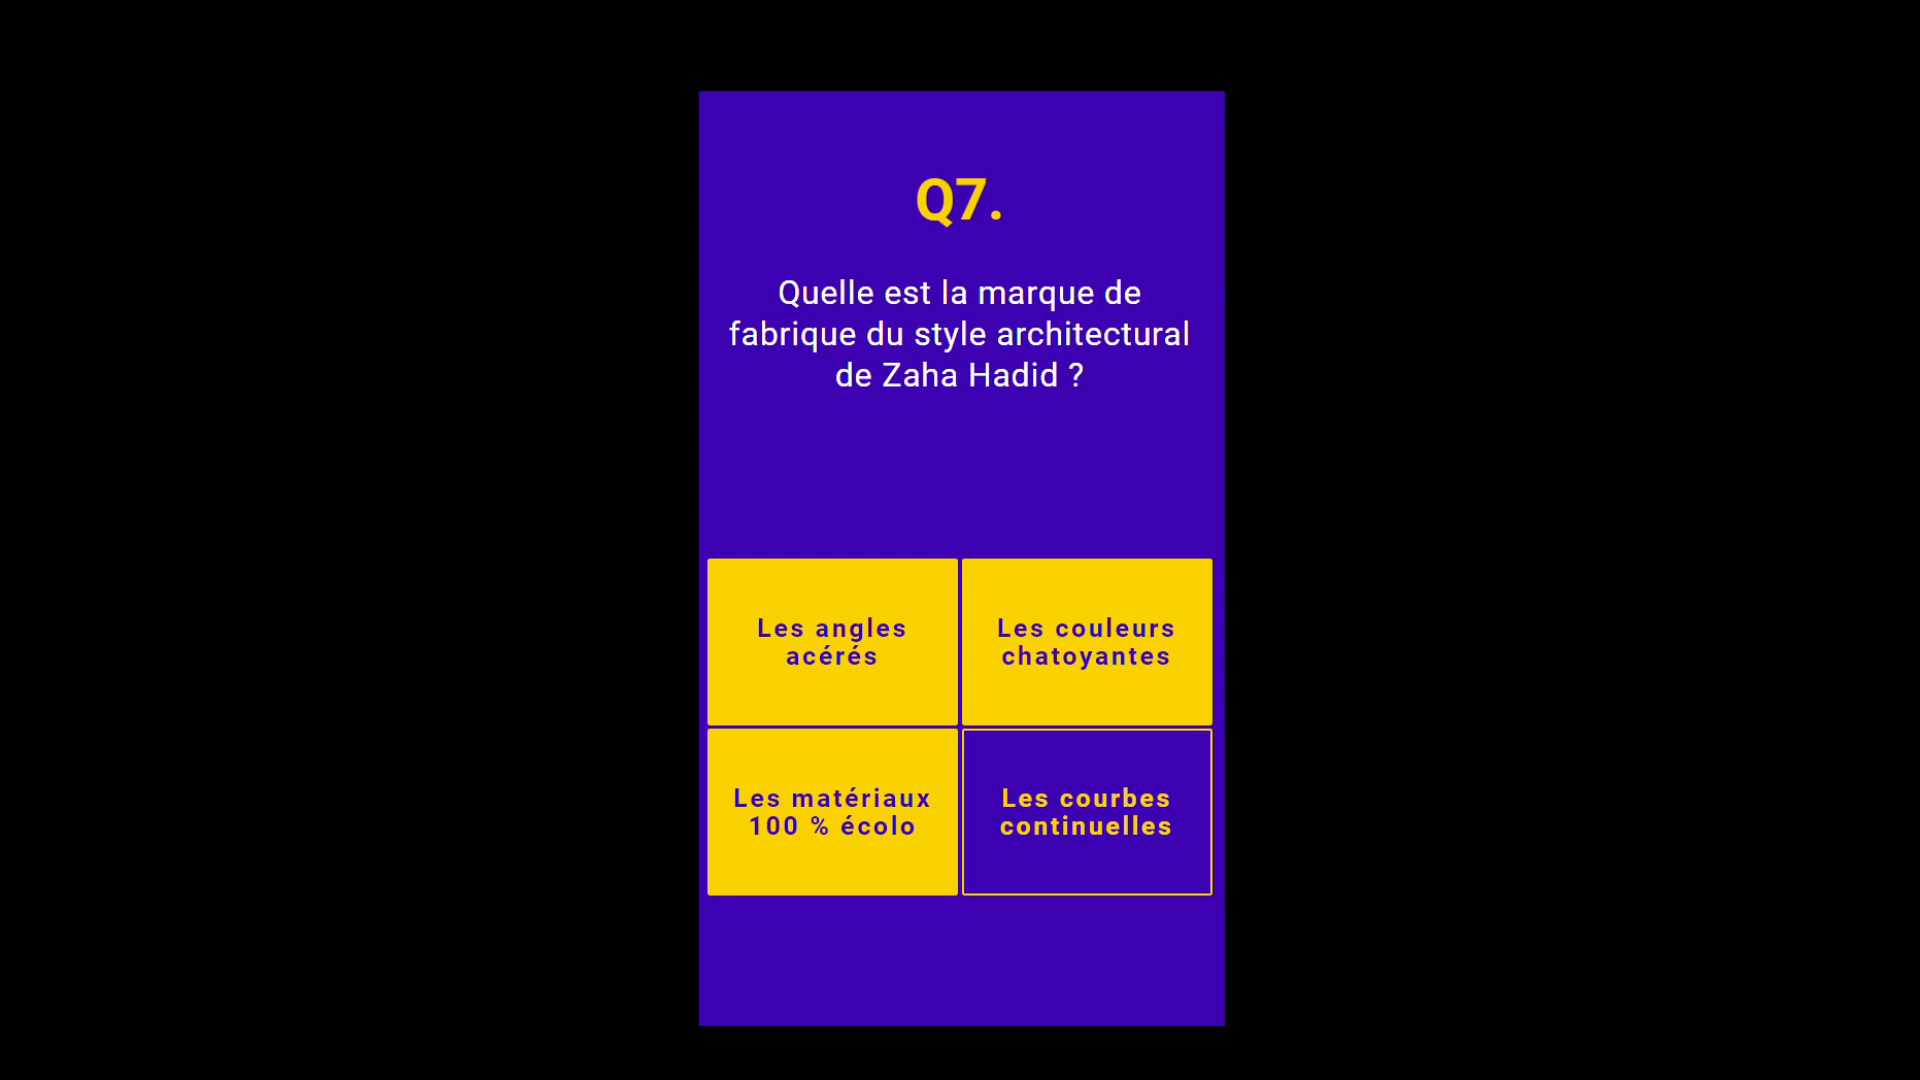 Q7.
Quelle est la marque de
fabrique du style architectural
de Zaha Hadid ?
Les angles
acérés
Les couleurs
chatoyantes
Les matériaux
100 % écolo
Les courbes
continuelles